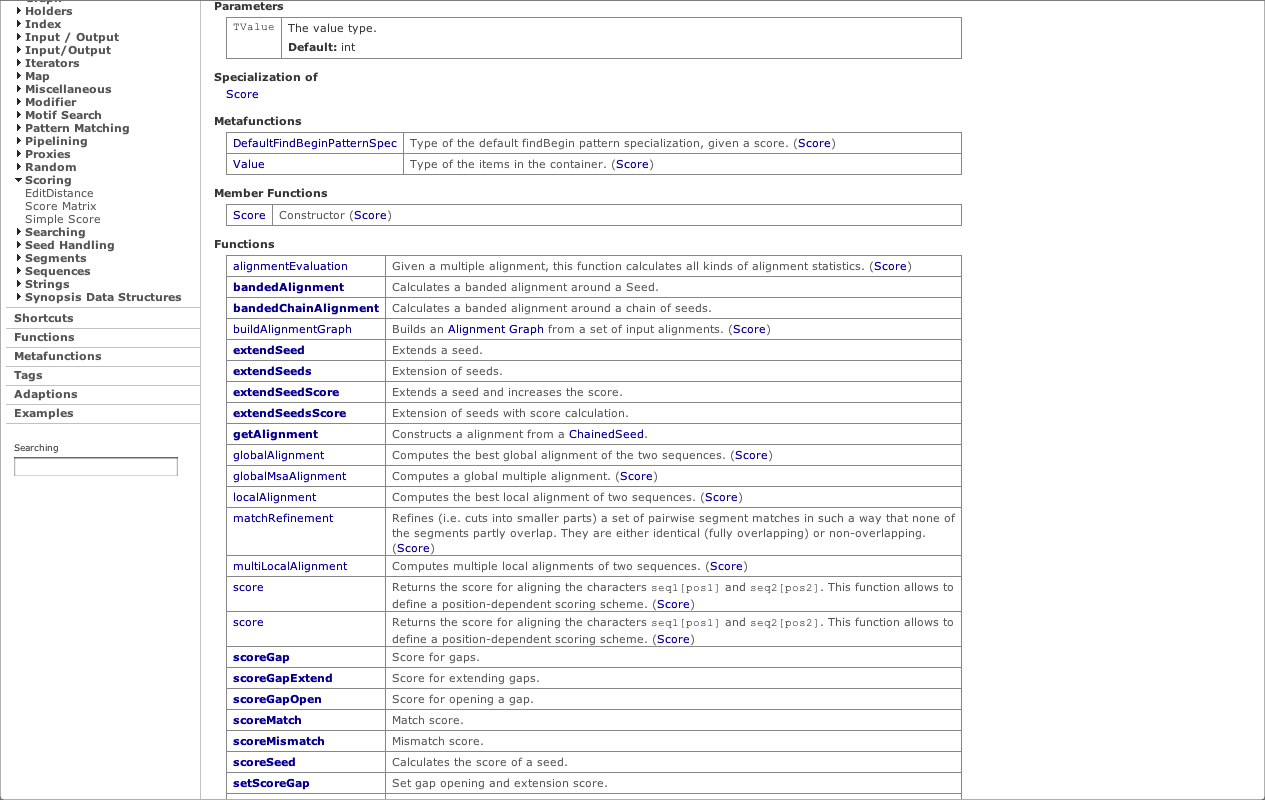 Holders
Index
Input / Output
Input/Output
Iterators
Map
Miscellaneous
Modifier
Motif Search
Pattern Matching
Pipelining
Proxies
Random
Scoring
EditDistance
Score Matrix
Simple Score
Searching
Seed Handling
Segments
Sequences
Strings
Synopsis Data Structures
Shortcuts
Functions
Metafunctions
Tags
Adaptions
Examples
Searching
Parameters
TValue The value type.
Default: int
Specialization of
Score
Metafunctions
DefaultFindBeginPatternSpec Type of the default findBegin pattern specialization, given a score. (Score)
Value Type of the items in the container. (Score)
Member Functions
Score Constructor (Score)
Functions
alignmentEvaluation Given a multiple alignment, this function calculates all kinds of alignment statistics. (Score)
bandedAlignment Calculates a banded alignment around a Seed.
bandedChainAlignment Calculates a banded alignment around a chain of seeds.
buildAlignmentGraph Builds an Alignment Graph from a set of input alignments. (Score)
extendSeed Extends a seed.
extendSeeds Extension of seeds.
extendSeedScore Extends a seed and increases the score.
extendSeedsScore Extension of seeds with score calculation.
getAlignment Constructs a alignment from a ChainedSeed.
globalAlignment Computes the best global alignment of the two sequences. (Score)
globalMsaAlignment Computes a global multiple alignment. (Score)
localAlignment Computes the best local alignment of two sequences. (Score)
matchRefinement Refines (i.e. cuts into smaller parts) a set of pairwise segment matches in such a way that none of
the segments partly overlap. They are either identical (fully overlapping) or non-overlapping.
(Score)
multiLocalAlignment Computes multiple local alignments of two sequences. (Score)
score Returns the score for aligning the characters seq1[pos1] and seq2[pos2]. This function allows to
define a position-dependent scoring scheme. (Score)
score Returns the score for aligning the characters seq1[pos1] and seq2[pos2]. This function allows to
define a position-dependent scoring scheme. (Score)
scoreGap Score for gaps.
scoreGapExtend Score for extending gaps.
scoreGapOpen Score for opening a gap.
scoreMatch Match score.
scoreMismatch Mismatch score.
scoreSeed Calculates the score of a seed.
setScoreGap Set gap opening and extension score.